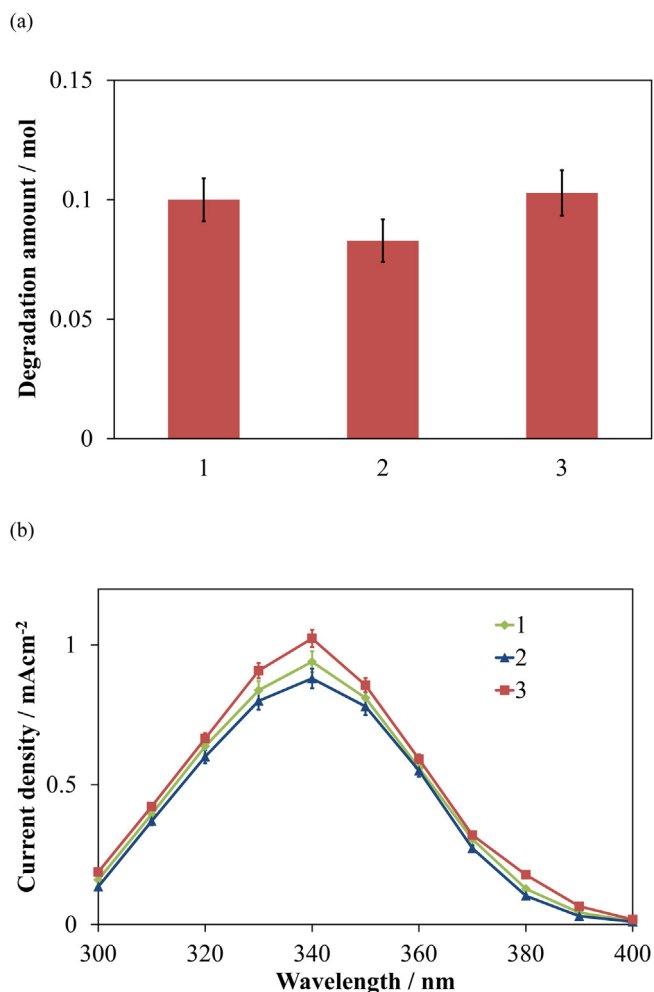 (a)
0.15
0.1
0.05
0
Degradation amount / mol
1 2 3
(b)
1
0.5
0
Current density / mAcm⁻²
1
2
3
300 320 340 360 380 400
Wavelength / nm